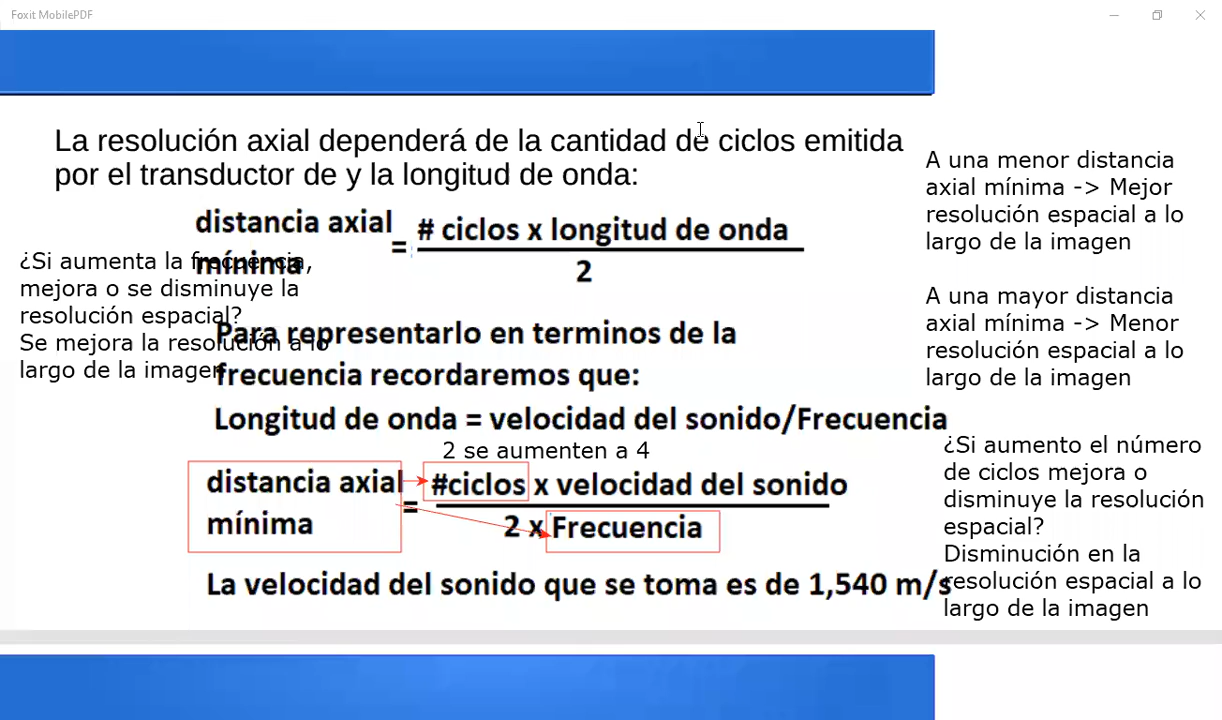 Foxit MobilePDF
La resolución axial dependerá de la cantidad de ciclos emitida
por el transductor de y la longitud de onda:
distancia axial
mínima
=
# ciclos x longitud de onda
2
¿Si aumenta la frecuencia,
mejora o se disminuye la
resolución espacial?
Se mejora la resolución a lo
largo de la imagen
Para representarlo en terminos de la
frecuencia recordaremos que:
Longitud de onda = velocidad del sonido/Frecuencia
2 se aumenten a 4
distancia axial
mínima
=
#ciclos x velocidad del sonido
2 x Frecuencia
La velocidad del sonido que se toma es de 1,540 m/s
A una menor distancia
axial mínima -> Mejor
resolución espacial a lo
largo de la imagen
A una mayor distancia
axial mínima -> Menor
resolución espacial a lo
largo de la imagen
¿Si aumento el número
de ciclos mejora o
disminuye la resolución
espacial?
Disminución en la
resolución espacial a lo
largo de la imagen